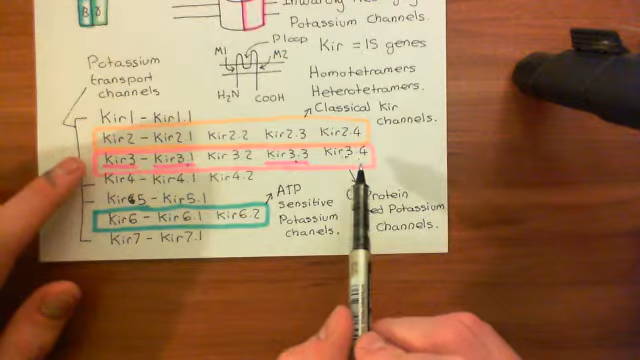 B γ
Potassium Channels.
Kir = 15 genes
Homotetramers
Heterotetramers.
Classical Kir channels.
P loop
M1
M2
H₂N
COOH
Potassium
transport
channels
Kir1 - Kir1.1
Kir2 - Kir2.1 Kir2.2 Kir2.3 Kir2.4
Kir3 - Kir3.1 Kir3.2 Kir3.3 Kir3.4
Kir4 - Kir4.1 Kir4.2
Kir5 - Kir5.1
Kir6 - Kir6.1 Kir6.2
Kir7 - Kir7.1
ATP
Sensitive
Potassium
chanels.
Protein
Potassium
Channels.